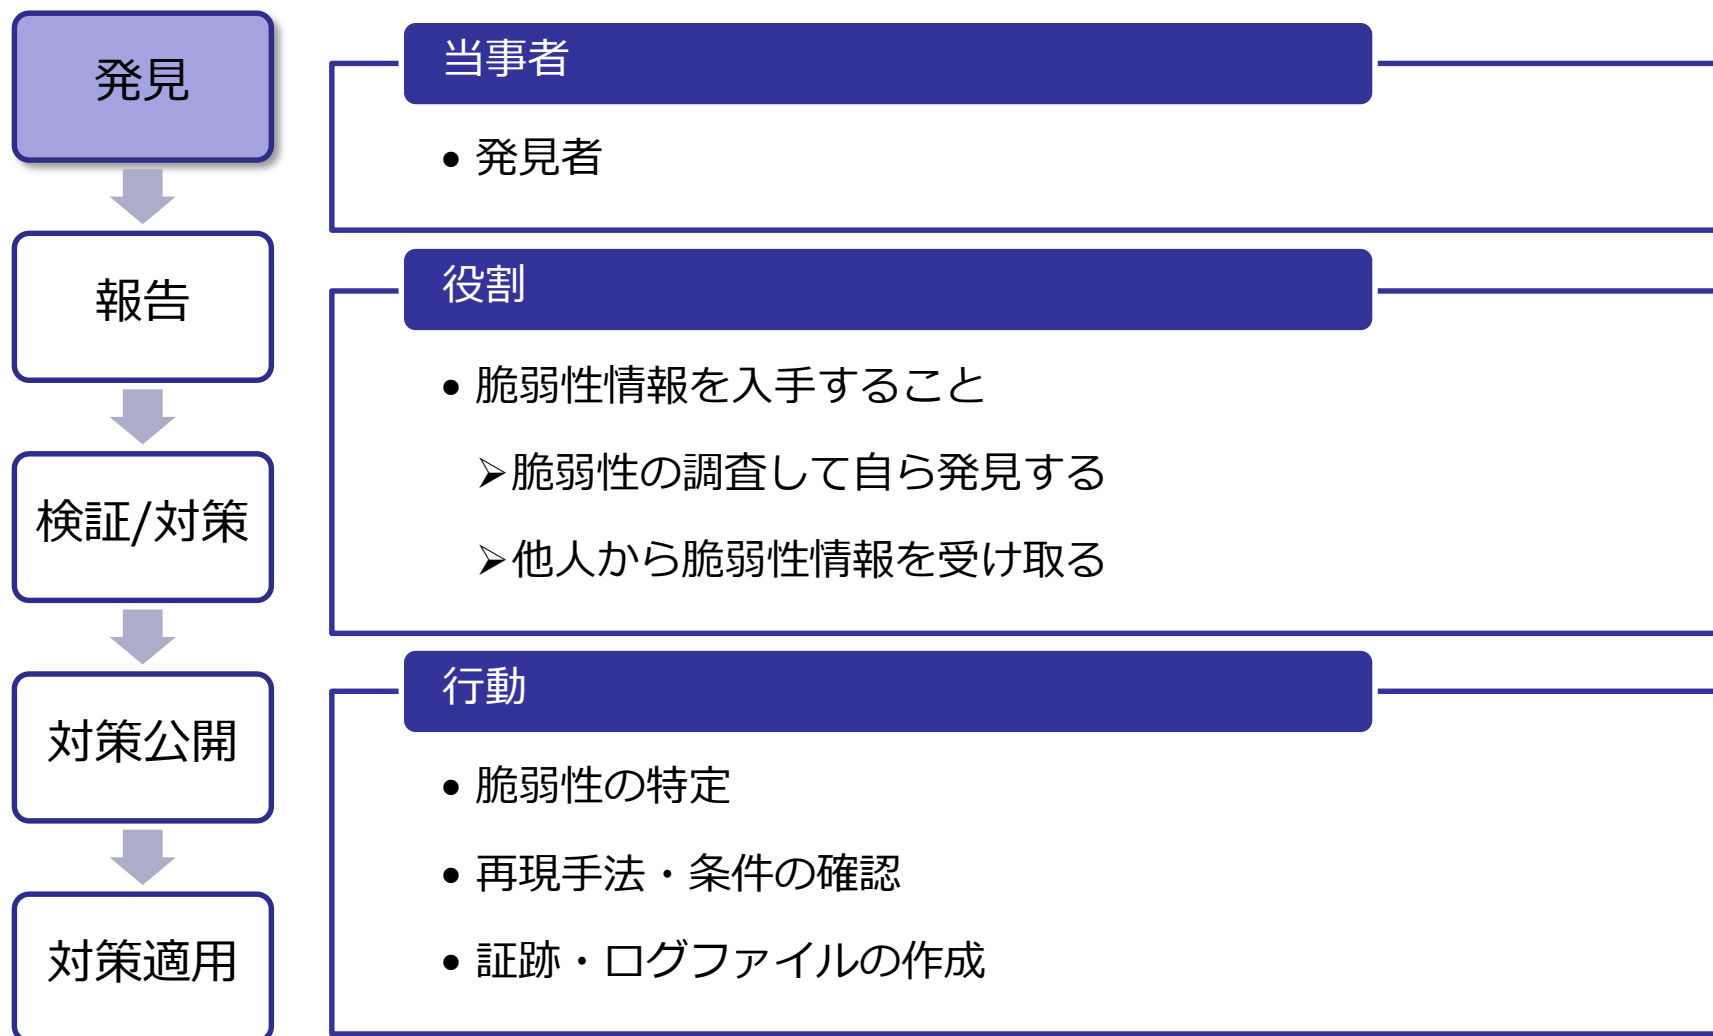 発見
報告
検証/対策
対策公開
対策適用
当事者
• 発見者
役割
• 脆弱性情報を入手すること
➢脆弱性の調査して自ら発見する
➢他人から脆弱性情報を受け取る
行動
• 脆弱性の特定
• 再現手法・条件の確認
• 証跡・ログファイルの作成